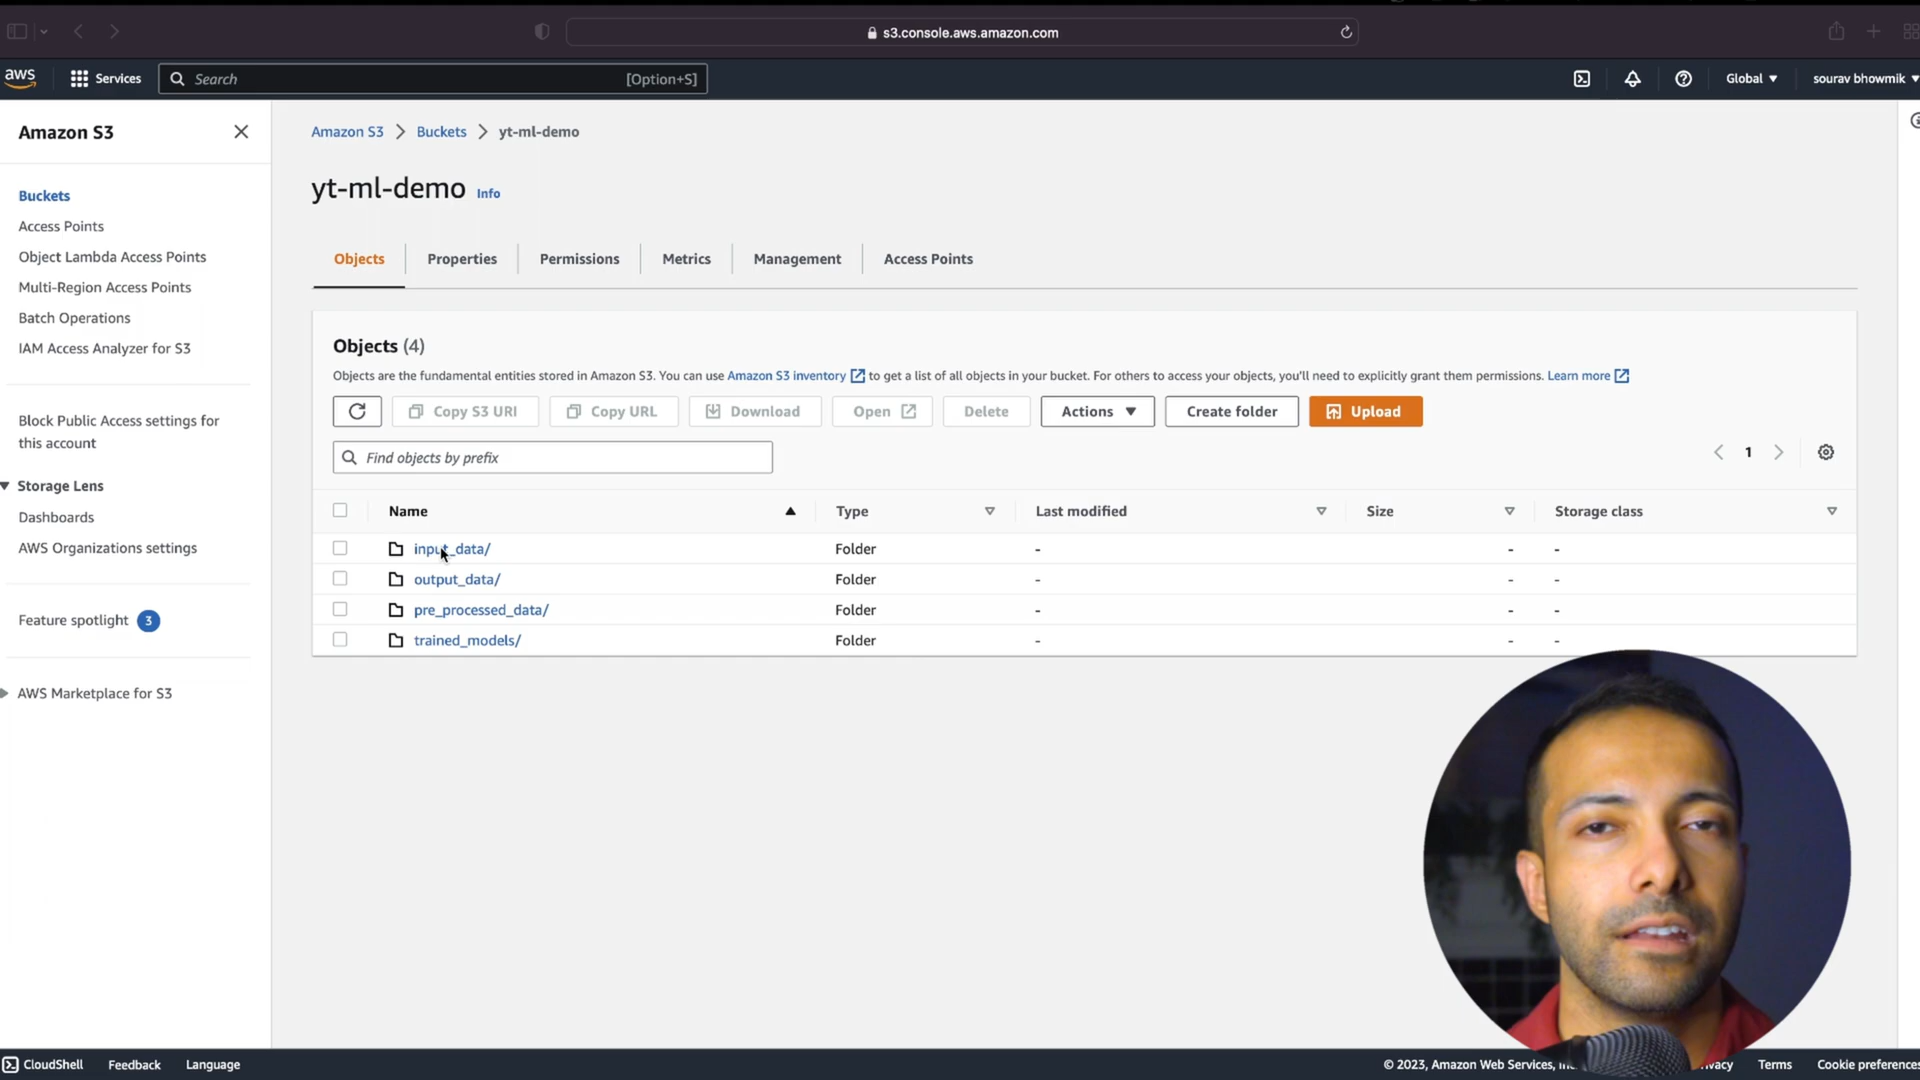 s3.console.aws.amazon.com
aws Services Search [Option+S] Global ▼ sourav bhowmik ▼
Amazon S3
Buckets
Access Points
Object Lambda Access Points
Multi-Region Access Points
Batch Operations
IAM Access Analyzer for S3
Block Public Access settings for
this account
Storage Lens
Dashboards
AWS Organizations settings
Feature spotlight 3
AWS Marketplace for S3
Amazon S3 > Buckets > yt-ml-demo
yt-ml-demo Info
Objects Properties Permissions Metrics Management Access Points
Objects (4)
Objects are the fundamental entities stored in Amazon S3. You can use Amazon S3 inventory to get a list of all objects in your bucket. For others to access your objects, you'll need to explicitly grant them permissions. Learn more
Copy S3 URI Copy URL Download Open Delete Actions ▼ Create folder Upload
Find objects by prefix
< 1 >
Name Type Last modified Size Storage class
input_data/ Folder - - -
output_data/ Folder - - -
pre_processed_data/ Folder - - -
trained_models/ Folder - - -
CloudShell Feedback Language © 2023, Amazon Web Services, Terms Cookie preferences